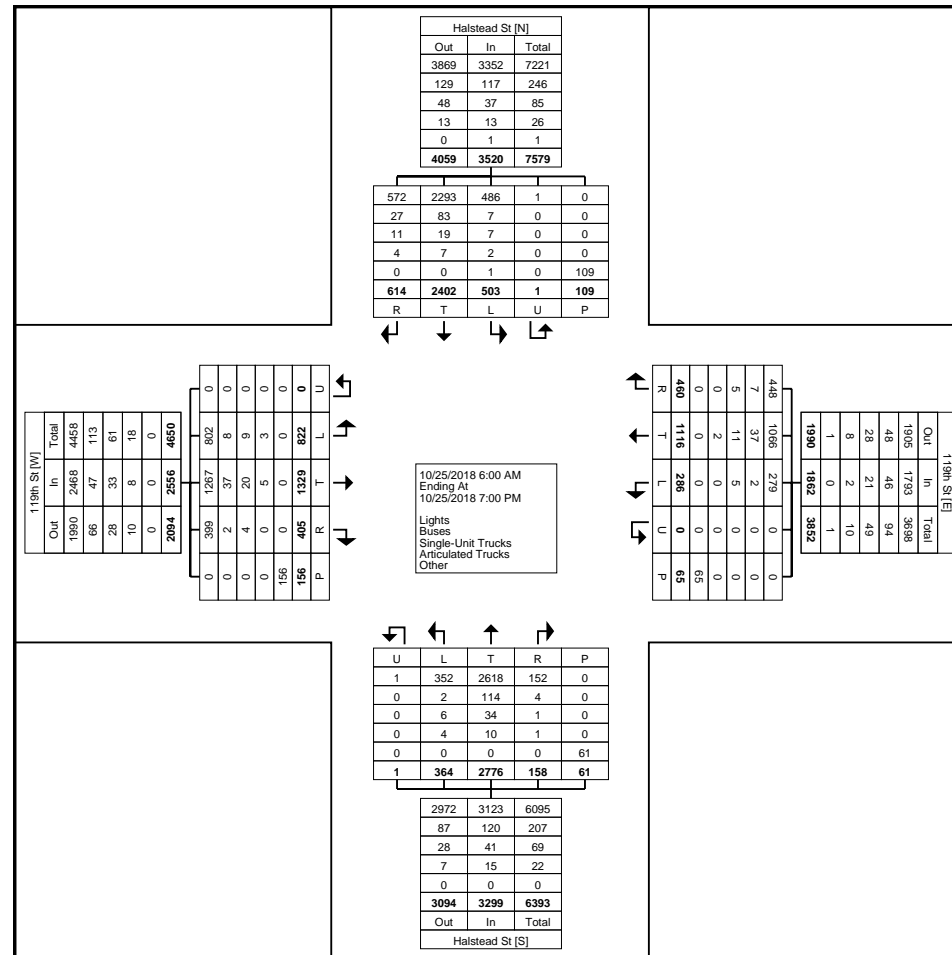 Halstead St [N]
Out In Total
3869 3352 7221
129 117 246
48 37 85
13 13 26
0 1 1
4059 3520 7579
572 2293 486 1 0
27 83 7 0 0
11 19 7 0 0
4 7 2 0 0
0 0 1 0 109
614 2402 503 1 109
R T L U P
119th St [W]
Total In Out
4458 2468 1990
113 47 66
61 33 28
18 8 10
0 0 0
4650 2556 2094
0 802 1267 399 0
0 8 37 2 0
0 9 20 4 0
0 3 5 0 0
0 0 0 0 156
0 822 1329 405 156
U L T R P
10/25/2018 6:00 AM
Ending At
10/25/2018 7:00 PM
Lights
Buses
Single-Unit Trucks
Articulated Trucks
Other
119th St [E]
Out In Total
1905 1793 3698
48 46 94
28 21 49
8 2 10
1 0 1
1990 1862 3852
448 1066 279 0 0
7 37 2 0 0
5 11 5 0 0
0 2 0 0 0
0 0 0 0 65
460 1116 286 0 65
R T L U P
U L T R P
1 352 2618 152 0
0 2 114 4 0
0 6 34 1 0
0 4 10 1 0
0 0 0 0 61
1 364 2776 158 61
2972 3123 6095
87 120 207
28 41 69
7 15 22
0 0 0
3094 3299 6393
Out In Total
Halstead St [S]